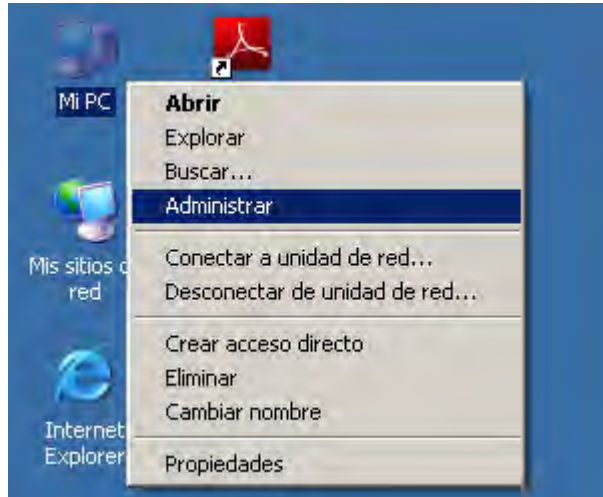 Mi PC
Abrir
Explorar
Buscar...
Administrar
Conectar a unidad de red...
Desconectar de unidad de red...
Crear acceso directo
Eliminar
Cambiar nombre
Propiedades
Mis sitios d
red
Internet
Explorer